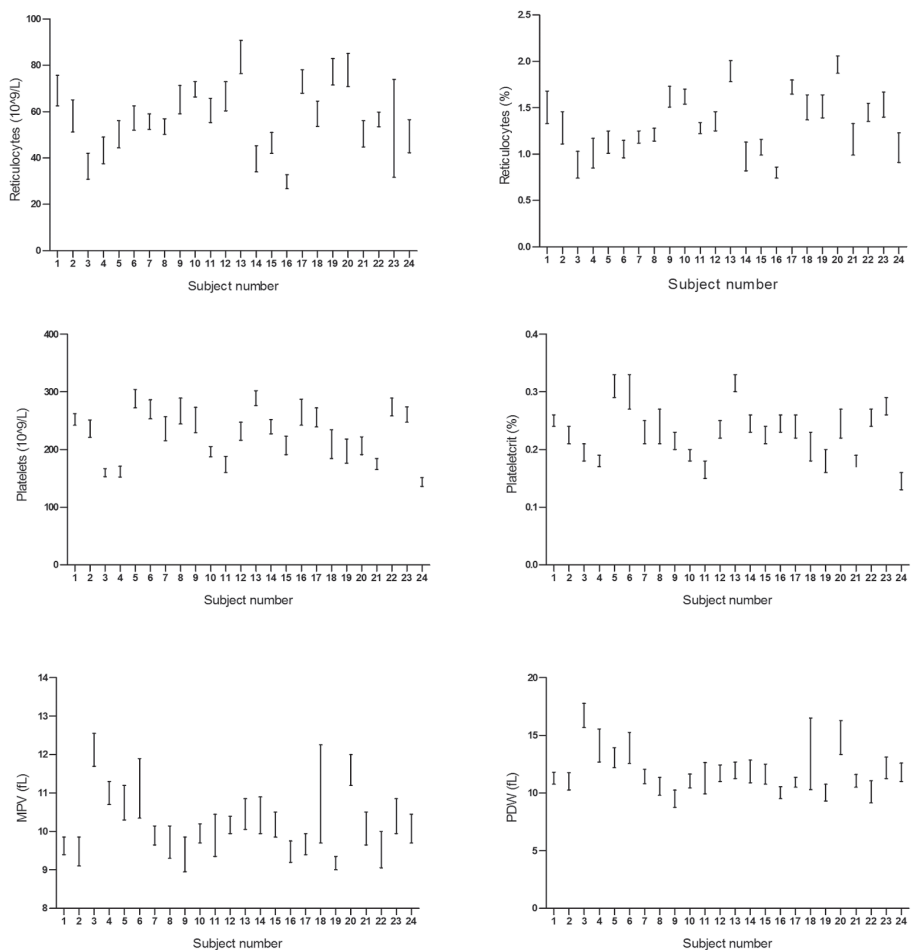 Reticulocytes (10^9/L)
100
80
60
40
20
0
1 2 3 4 5 6 7 8 9 10 11 12 13 14 15 16 17 18 19 20 21 22 23 24
Subject number
Reticulocytes (%)
2.5
2.0
1.5
1.0
0.5
0.0
1 2 3 4 5 6 7 8 9 10 11 12 13 14 15 16 17 18 19 20 21 22 23 24
Subject number
Platelets (10^9/L)
400
300
200
100
0
1 2 3 4 5 6 7 8 9 10 11 12 13 14 15 16 17 18 19 20 21 22 23 24
Subject number
Plateletcrit (%)
0.4
0.3
0.2
0.1
0.0
1 2 3 4 5 6 7 8 9 10 11 12 13 14 15 16 17 18 19 20 21 22 23 24
Subject number
MPV (fL)
14
13
12
11
10
9
8
1 2 3 4 5 6 7 8 9 10 11 12 13 14 15 16 17 18 19 20 21 22 23 24
Subject number
PDW (fL)
20
15
10
5
0
1 2 3 4 5 6 7 8 9 10 11 12 13 14 15 16 17 18 19 20 21 22 23 24
Subject number